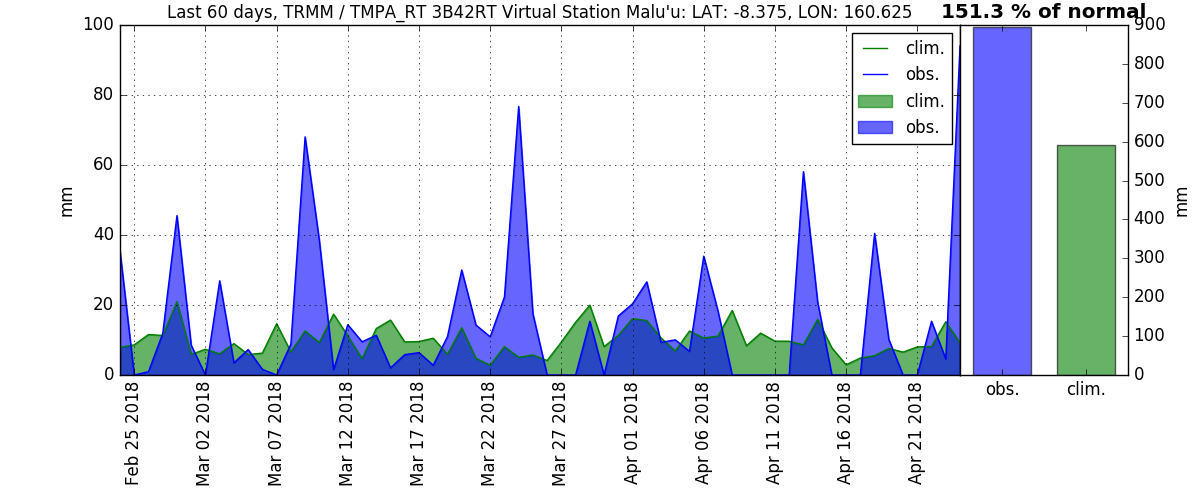 Last 60 days, TRMM / TMPA_RT 3B42RT Virtual Station Malu'u: LAT: -8.375, LON: 160.625
151.3 % of normal
100
80
60
40
20
0
mm
clim.
obs.
clim.
obs.
900
800
700
600
500
400
300
200
100
0
mm
Feb 25 2018
Mar 02 2018
Mar 07 2018
Mar 12 2018
Mar 17 2018
Mar 22 2018
Mar 27 2018
Apr 01 2018
Apr 06 2018
Apr 11 2018
Apr 16 2018
Apr 21 2018
obs.
clim.